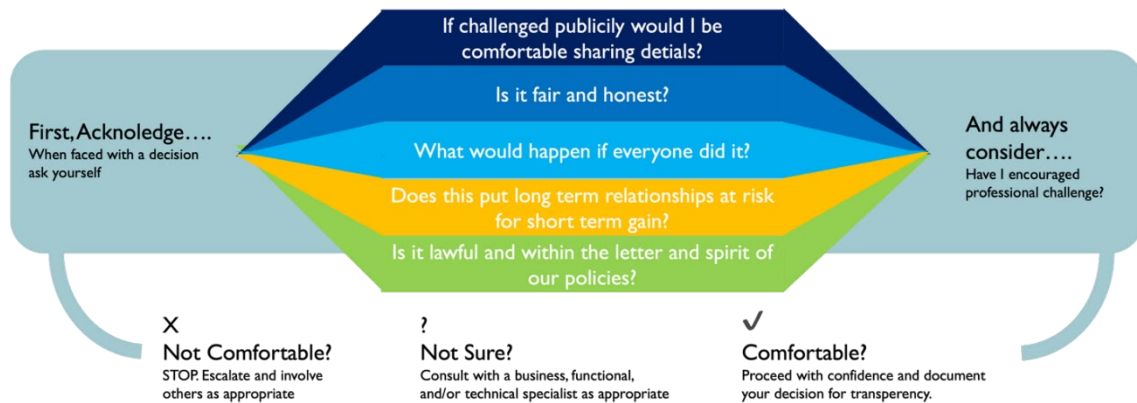 If challenged publicily would I be
comfortable sharing detials?
Is it fair and honest?
What would happen if everyone did it?
Does this put long term relationships at risk
for short term gain?
Is it lawful and within the letter and spirit of
our policies?
First, Acknoledge….
When faced with a decision
ask yourself
And always
consider….
Have I encouraged
professional challenge?
X
Not Comfortable?
STOP. Escalate and involve
others as appropriate
?
Not Sure?
Consult with a business, functional,
and/or technical specialist as appropriate
✓
Comfortable?
Proceed with confidence and document
your decision for transperency.